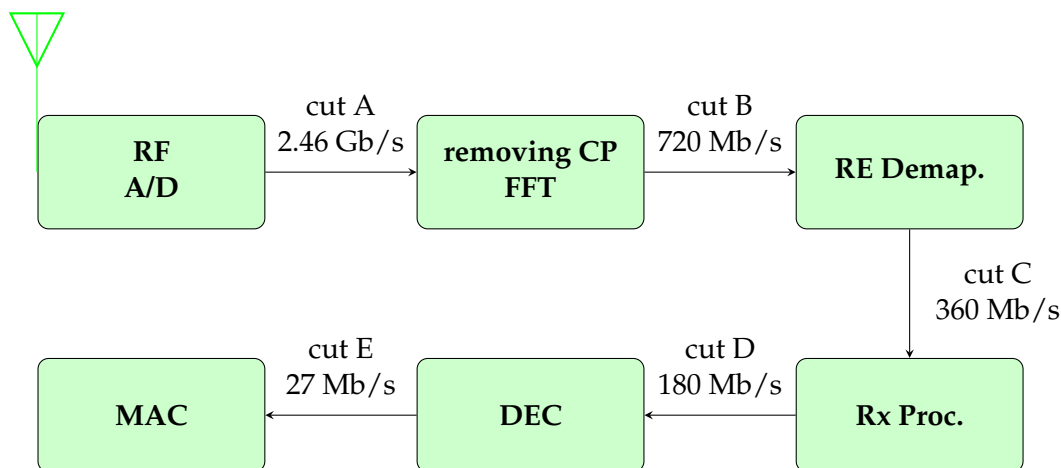 RF
A/D
cut A
2.46 Gb/s
removing CP
FFT
cut B
720 Mb/s
RE Demap.
cut C
360 Mb/s
Rx Proc.
cut D
180 Mb/s
DEC
cut E
27 Mb/s
MAC